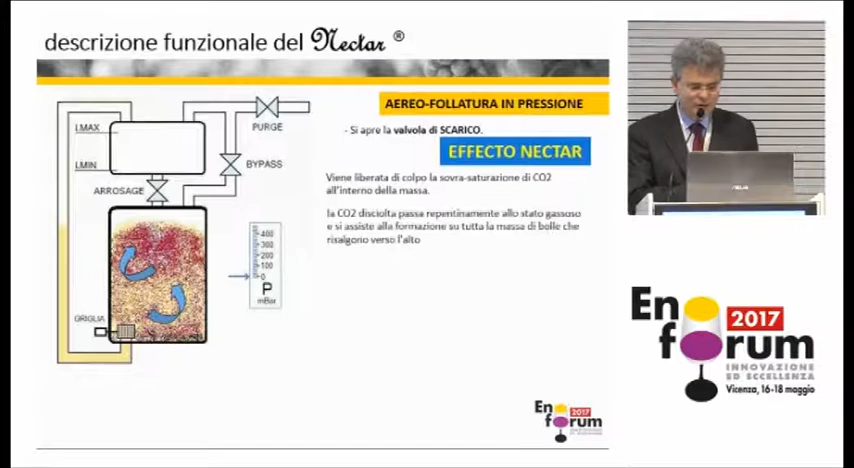 descrizione funzionale del Nectar ®
AEREO-FOLLATURA IN PRESSIONE
- Si apre la valvola di SCARICO.
EFFECTO NECTAR
Viene liberata di colpo la sovra-saturazione di CO2
all'interno della massa.
la CO2 disciolta passa repentinamente allo stato gassoso
e si assiste alla formazione su tutta la massa di bolle che
risalgono verso l'alto
PURGE
LMAX
LMIN
BYPASS
ARROSAGE
400
300
200
100
0
P
mBar
GRIGLIA
En
2017
forum
ASUS
En
2017
forum
INNOVAZIONE
ED ECCELLENZA
Vicenza, 16-18 maggio